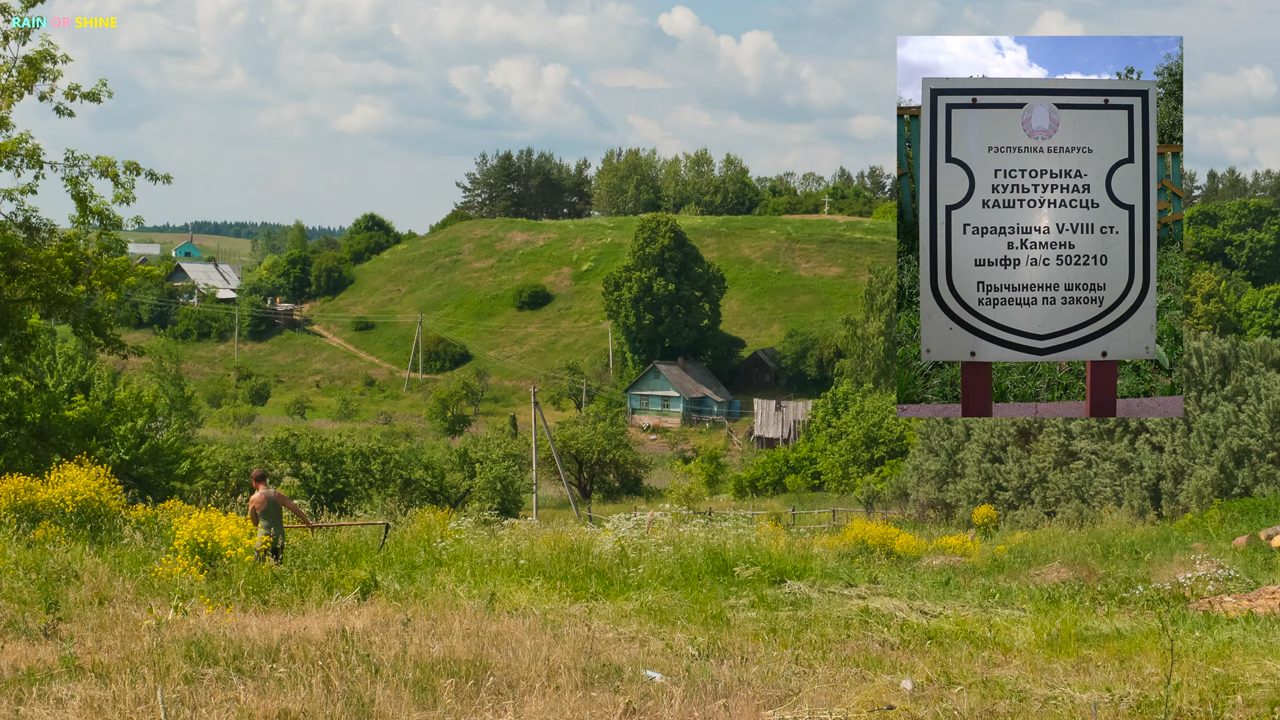 RAIN OR SHINE
РЭСПУБЛІКА БЕЛАРУСЬ
ГІСТОРЫКА-
КУЛЬТУРНАЯ
КАШТОЎНАСЦЬ
Гарадзішча V-VIII ст.
в.Камень
шыфр /а/с 502210
Прычыненне шкоды
караецца па закону